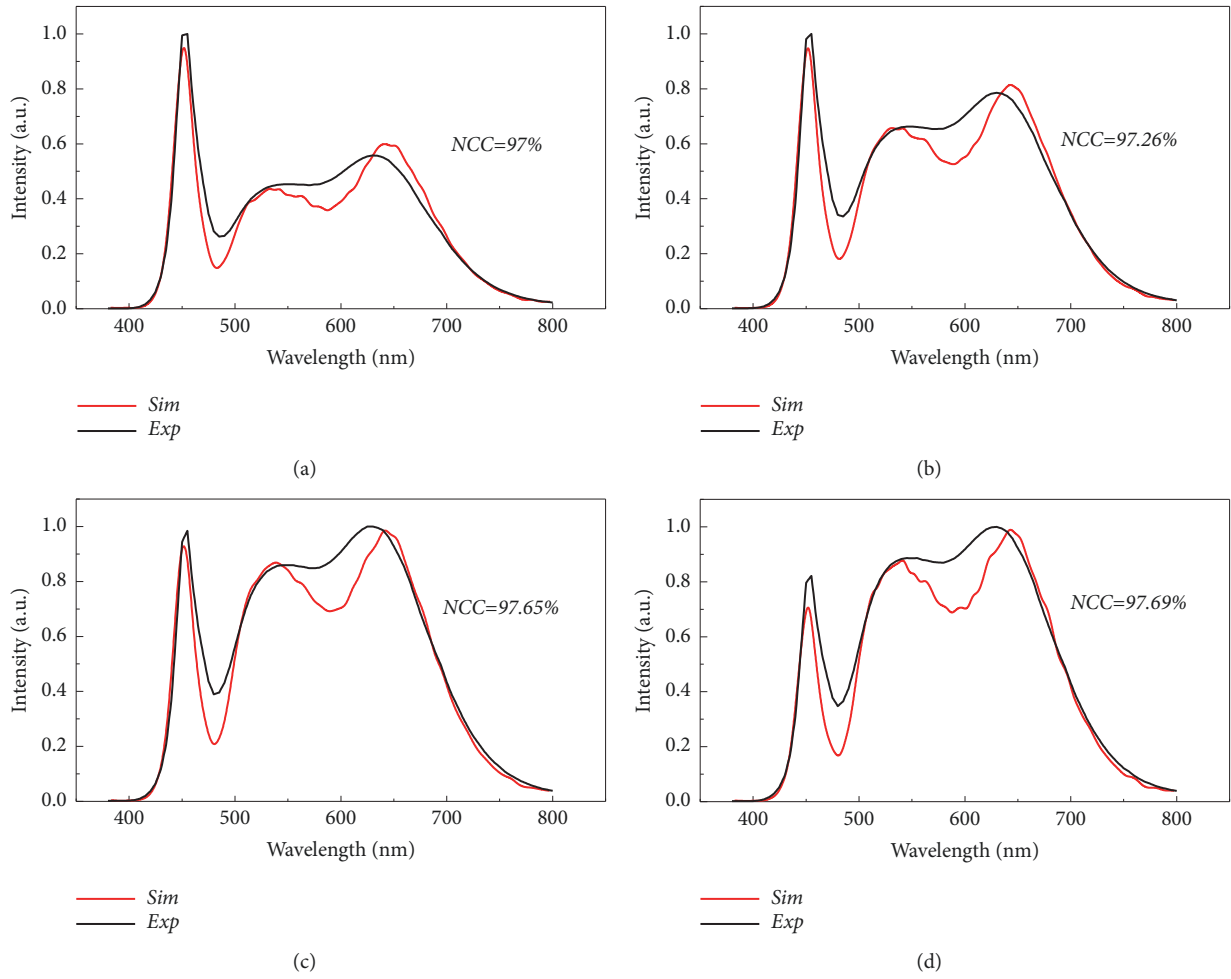 1.0
0.8
0.6
0.4
0.2
0.0
Intensity (a.u.)
NCC=97%
400 500 600 700 800
Wavelength (nm)
Sim
Exp
(a)
1.0
0.8
0.6
0.4
0.2
0.0
Intensity (a.u.)
NCC=97.26%
400 500 600 700 800
Wavelength (nm)
Sim
Exp
(b)
1.0
0.8
0.6
0.4
0.2
0.0
Intensity (a.u.)
NCC=97.65%
400 500 600 700 800
Wavelength (nm)
Sim
Exp
(c)
1.0
0.8
0.6
0.4
0.2
0.0
Intensity (a.u.)
NCC=97.69%
400 500 600 700 800
Wavelength (nm)
Sim
Exp
(d)